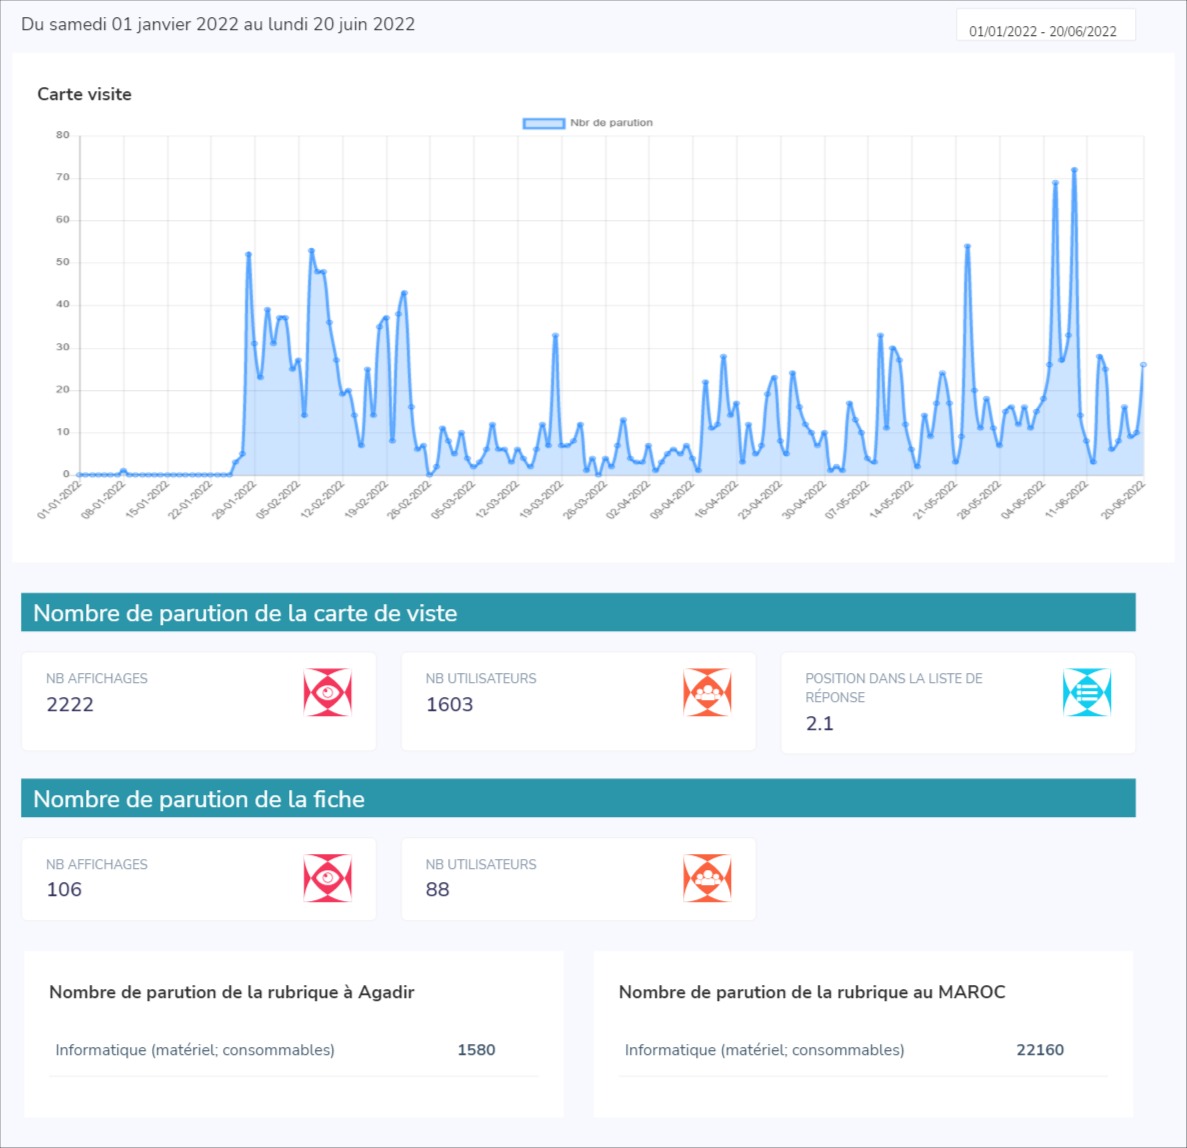 Du samedi 01 janvier 2022 au lundi 20 juin 2022
01/01/2022 - 20/06/2022
Carte visite
Nbr de parution
80
70
60
50
40
30
20
10
0
01-01-2022
08-01-2022
15-01-2022
22-01-2022
29-01-2022
05-02-2022
12-02-2022
19-02-2022
26-02-2022
05-03-2022
12-03-2022
19-03-2022
26-03-2022
02-04-2022
09-04-2022
16-04-2022
23-04-2022
30-04-2022
07-05-2022
14-05-2022
21-05-2022
28-05-2022
04-06-2022
11-06-2022
20-06-2022
Nombre de parution de la carte de viste
NB AFFICHAGES
2222
NB UTILISATEURS
1603
POSITION DANS LA LISTE DE
RÉPONSE
2.1
Nombre de parution de la fiche
NB AFFICHAGES
106
NB UTILISATEURS
88
Nombre de parution de la rubrique à Agadir
Informatique (matériel; consommables) 1580
Nombre de parution de la rubrique au MAROC
Informatique (matériel; consommables) 22160